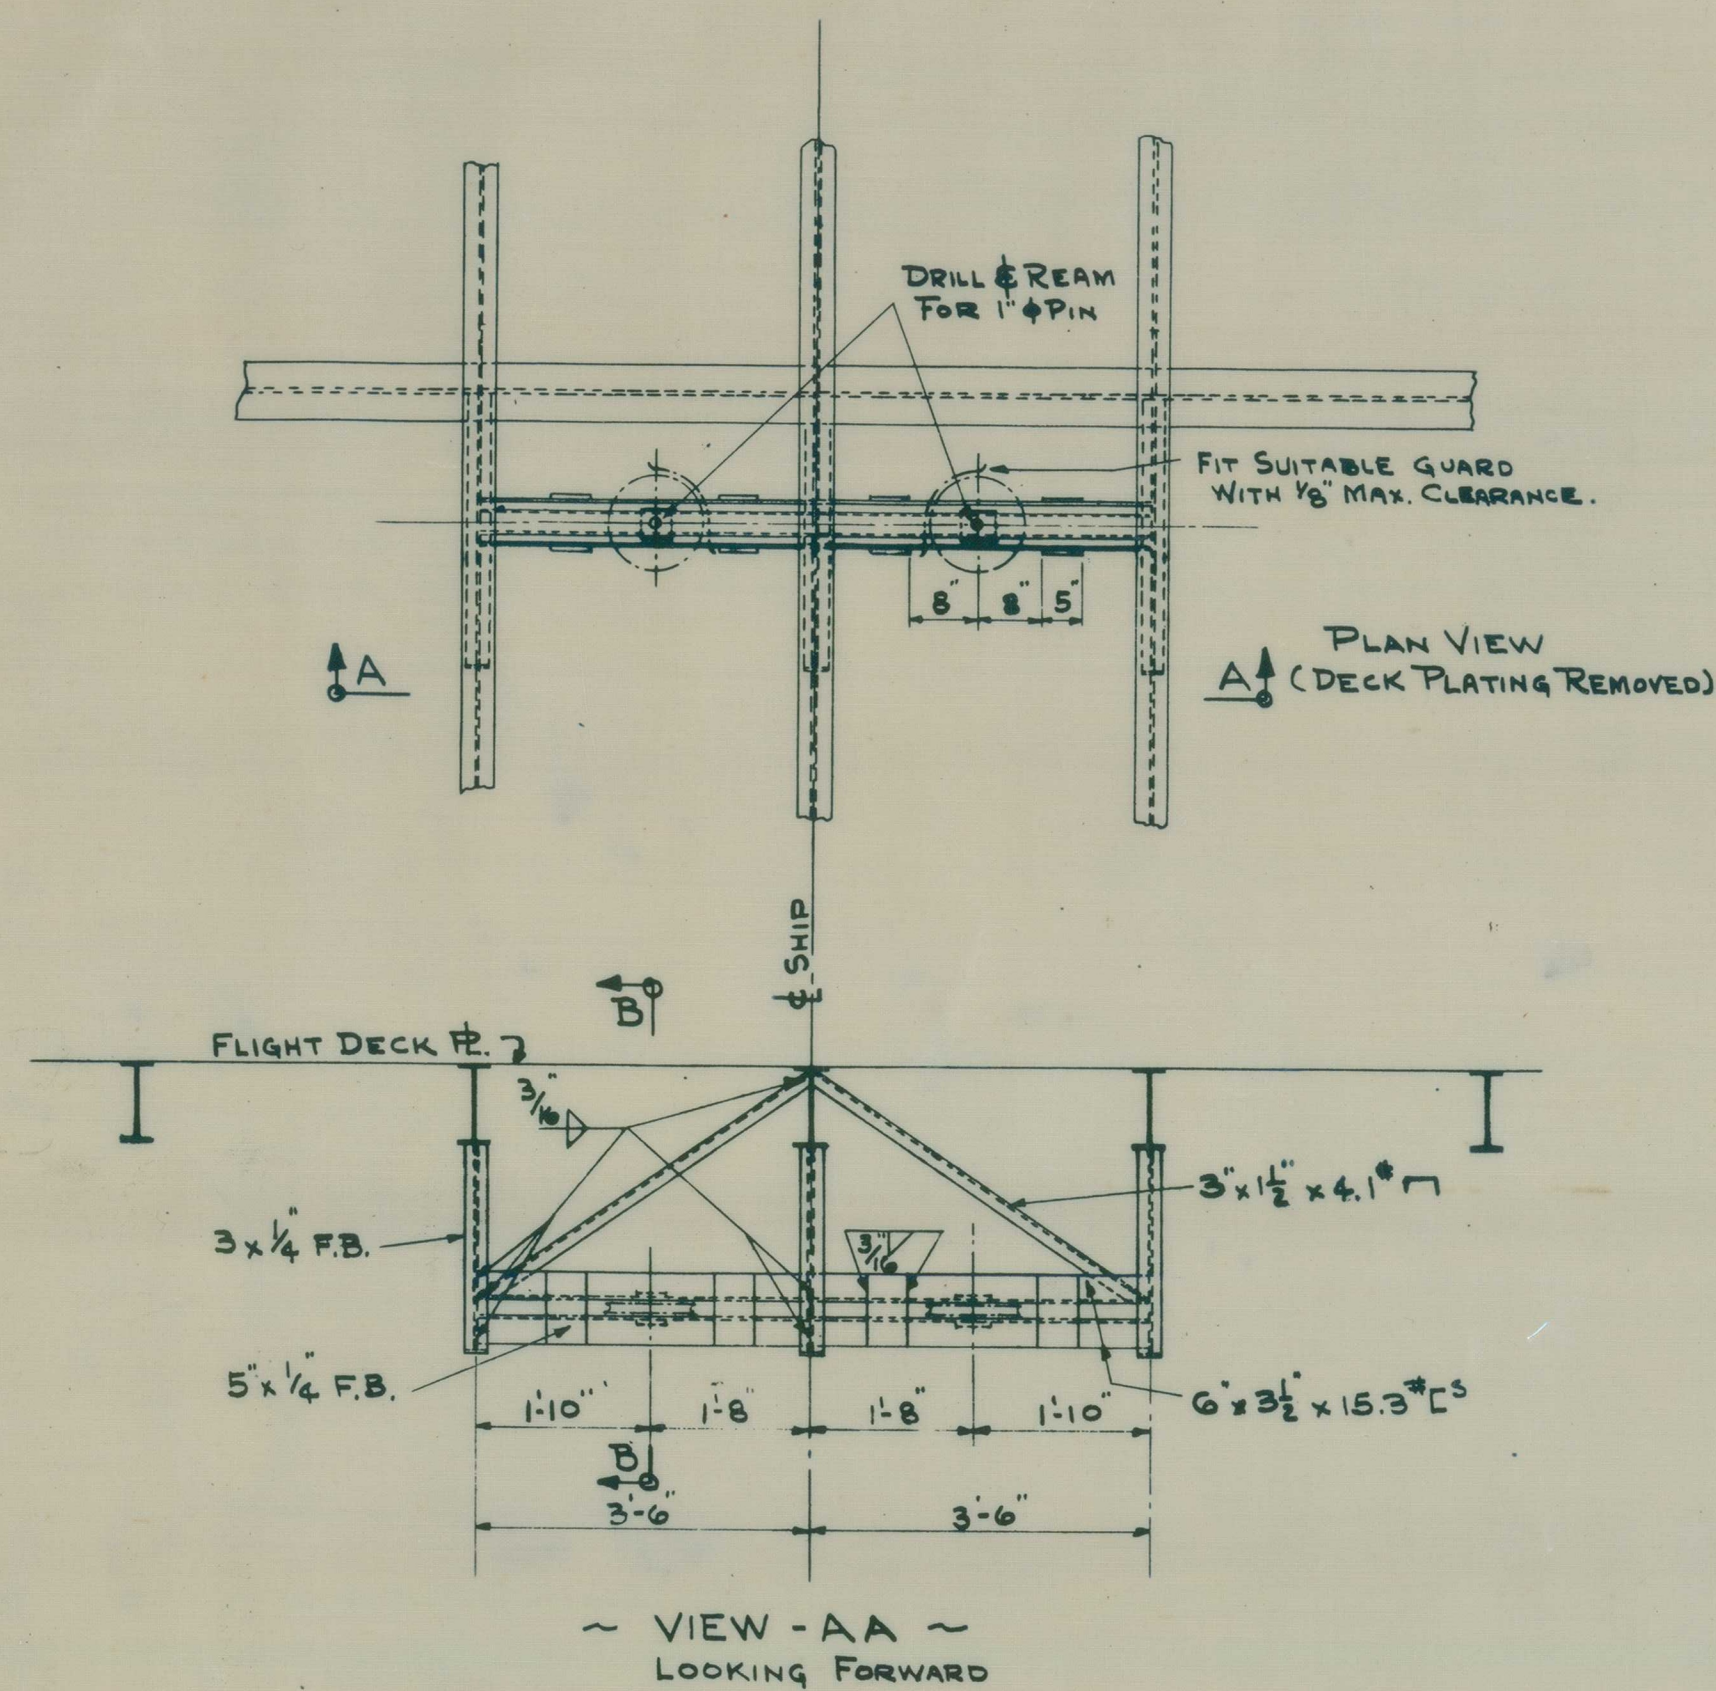 DRILL & REAM
FOR 1" ⌀ PIN
FIT SUITABLE GUARD
WITH 1/8" MAX. CLEARANCE.
8" 8" 5"
A
A
PLAN VIEW
(DECK PLATING REMOVED)
℄ SHIP
B
FLIGHT DECK PL.
3/16"
3" x 1 1/2" x 4.1#
3 x 1/4" F.B.
3/16"
5" x 1/4" F.B.
6" x 3 1/2" x 15.3# [s
1'-10" 1'-8" 1'-8" 1'-10"
B
3'-6" 3'-6"
~ VIEW - AA ~
LOOKING FORWARD